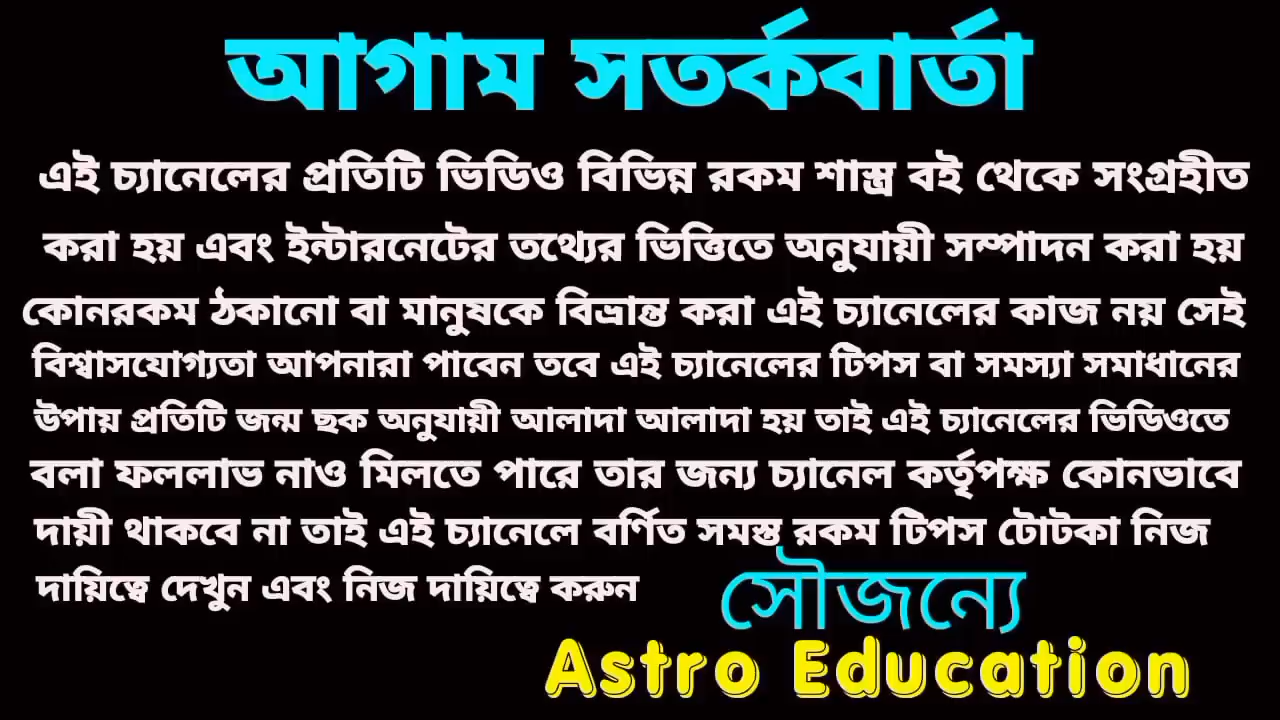 আগাম সতর্কবার্তা
এই চ্যানেলের প্রতিটি ভিডিও বিভিন্ন রকম শাস্ত্র বই থেকে সংগ্রহীত
করা হয় এবং ইন্টারনেটের তথ্যের ভিত্তিতে অনুযায়ী সম্পাদন করা হয়
কোনরকম ঠকানো বা মানুষকে বিভ্রান্ত করা এই চ্যানেলের কাজ নয় সেই
বিশ্বাসযোগ্যতা আপনারা পাবেন তবে এই চ্যানেলের টিপস বা সমস্যা সমাধানের
উপায় প্রতিটি জন্ম ছক অনুযায়ী আলাদা আলাদা হয় তাই এই চ্যানেলের ভিডিওতে
বলা ফললাভ নাও মিলতে পারে তার জন্য চ্যানেল কর্তৃপক্ষ কোনভাবে
দায়ী থাকবে না তাই এই চ্যানেলে বর্ণিত সমস্ত রকম টিপস টোটকা নিজ
দায়িত্বে দেখুন এবং নিজ দায়িত্বে করুন
সৌজন্যে
Astro Education